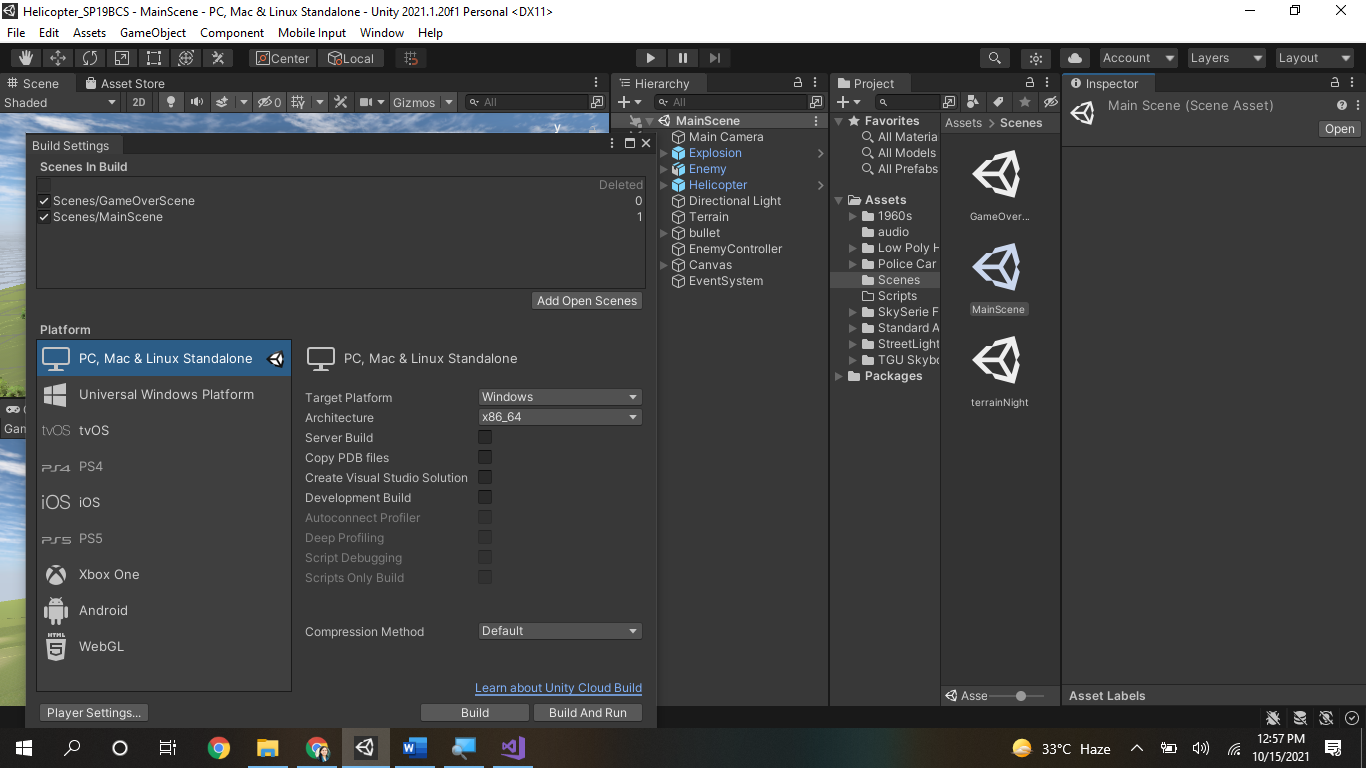 Helicopter_SP19BCS - MainScene - PC, Mac & Linux Standalone - Unity 2021.1.20f1 Personal <DX11>
File Edit Assets GameObject Component Mobile Input Window Help
Center Local Account Layers Layout
Scene Asset Store
Shaded 2D 0 Gizmos All
y
Build Settings
Scenes In Build
Deleted
Scenes/GameOverScene 0
Scenes/MainScene 1
Add Open Scenes
Platform
PC, Mac & Linux Standalone
Universal Windows Platform
tvOS tvOS
PS4 PS4
iOS iOS
PS5 PS5
Xbox One
Android
HTML 5 WebGL
PC, Mac & Linux Standalone
Target Platform Windows
Architecture x86_64
Server Build
Copy PDB files
Create Visual Studio Solution
Development Build
Autoconnect Profiler
Deep Profiling
Script Debugging
Scripts Only Build
Compression Method Default
Learn about Unity Cloud Build
Player Settings... Build Build And Run
Gam
Hierarchy
All
MainScene
Main Camera
Explosion
Enemy
Helicopter
Directional Light
Terrain
bullet
EnemyController
Canvas
EventSystem
Project
Favorites
All Materia
All Models
All Prefabs
Assets
1960s
audio
Low Poly H
Police Car
Scenes
Scripts
SkySerie F
Standard A
StreetLight
TGU Skybo
Packages
Assets > Scenes
GameOver...
MainScene
terrainNight
Asse
Inspector
Main Scene (Scene Asset)
Open
Asset Labels
33°C Haze
12:57 PM
10/15/2021